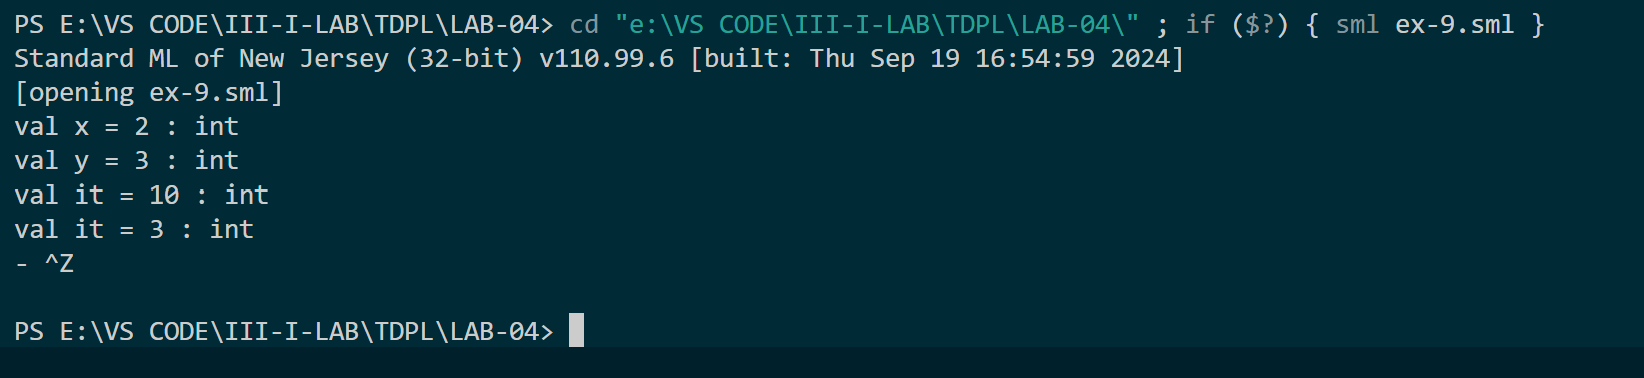 PS E:\VS CODE\III-I-LAB\TDPL\LAB-04> cd "e:\VS CODE\III-I-LAB\TDPL\LAB-04\" ; if ($?) { sml ex-9.sml }
Standard ML of New Jersey (32-bit) v110.99.6 [built: Thu Sep 19 16:54:59 2024]
[opening ex-9.sml]
val x = 2 : int
val y = 3 : int
val it = 10 : int
val it = 3 : int
- ^Z
PS E:\VS CODE\III-I-LAB\TDPL\LAB-04>